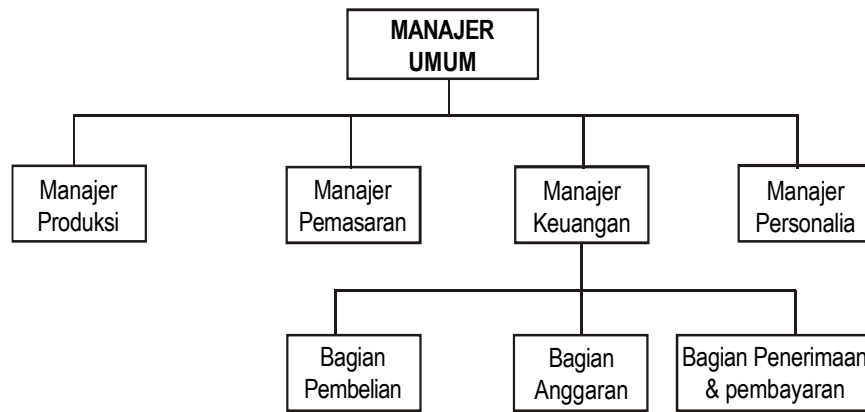 MANAJER
UMUM
Manajer
Produksi
Manajer
Pemasaran
Manajer
Keuangan
Manajer
Personalia
Bagian
Pembelian
Bagian
Anggaran
Bagian Penerimaan
& pembayaran